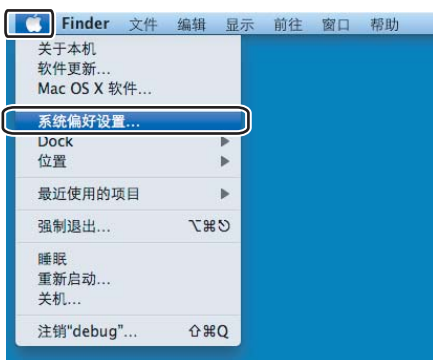 Finder 文件 编辑 显示 前往 窗口 帮助
关于本机
软件更新...
Mac OS X 软件...
系统偏好设置...
Dock ▶
位置 ▶
最近使用的项目 ▶
强制退出... ⌥⌘⎋
睡眠
重新启动...
关机...
注销"debug"... ⇧⌘Q